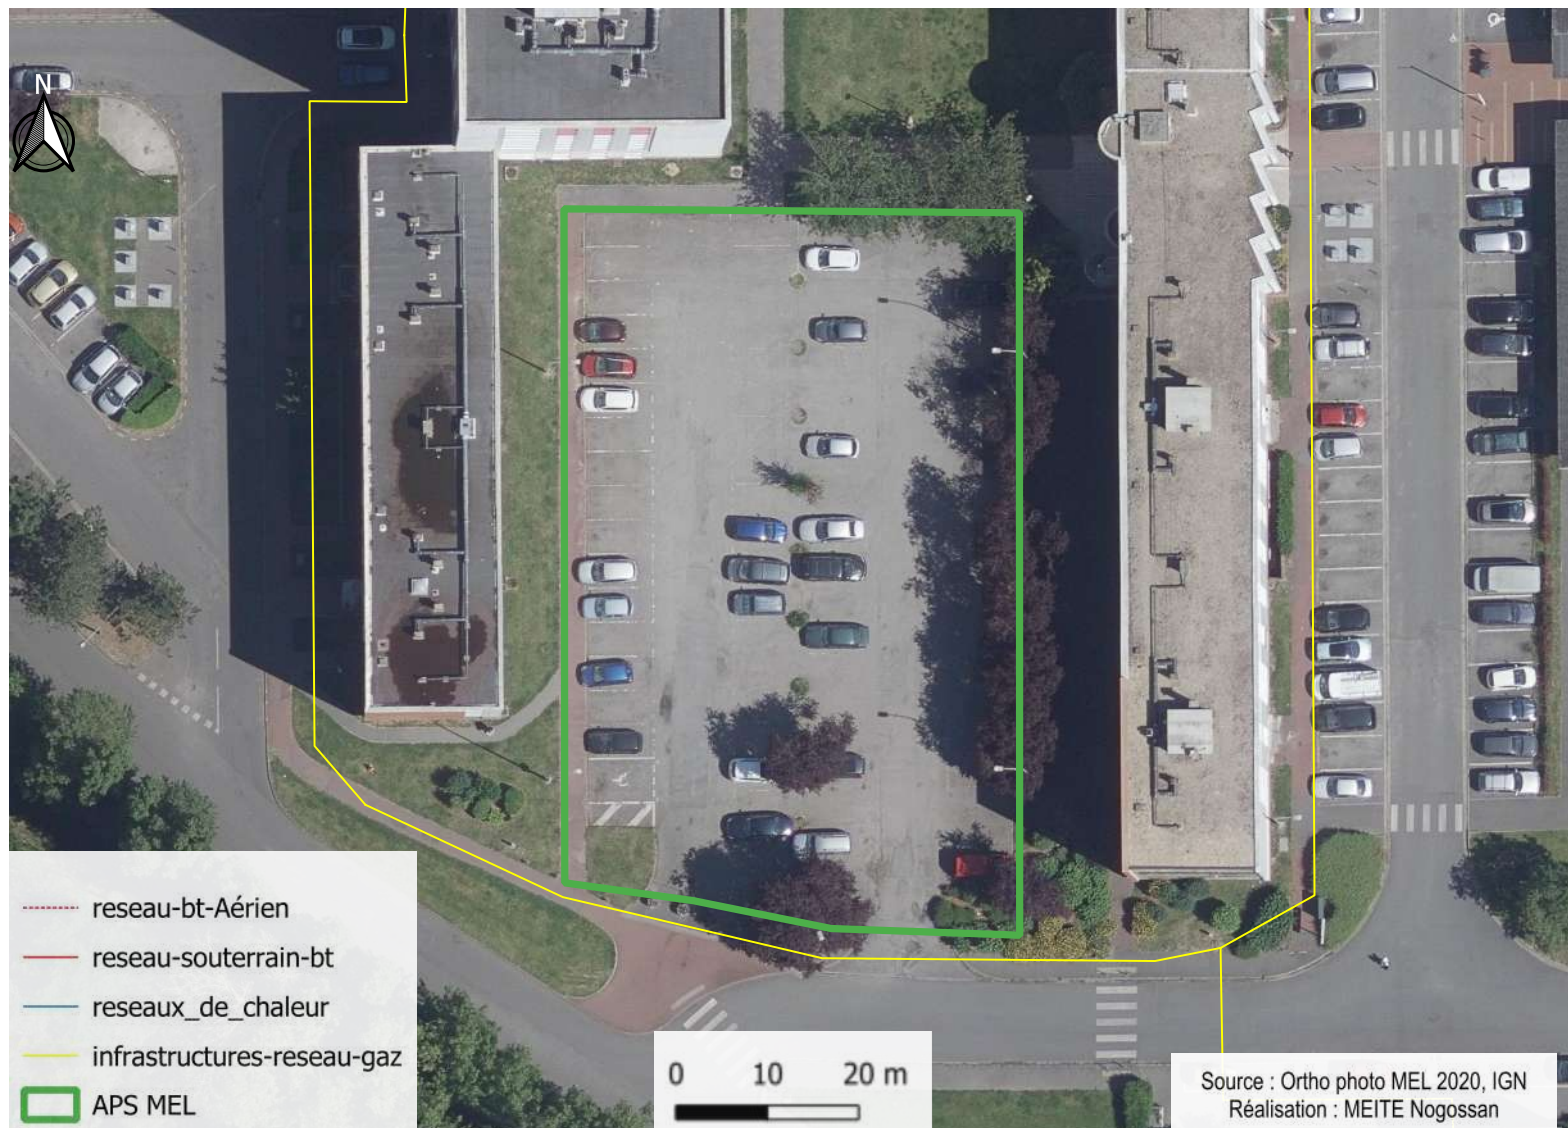 N
reseau-bt-Aérien
reseau-souterrain-bt
reseaux_de_chaleur
infrastructures-reseau-gaz
APS MEL
0 10 20 m
Source : Ortho photo MEL 2020, IGN
Réalisation : MEITE Nogossan